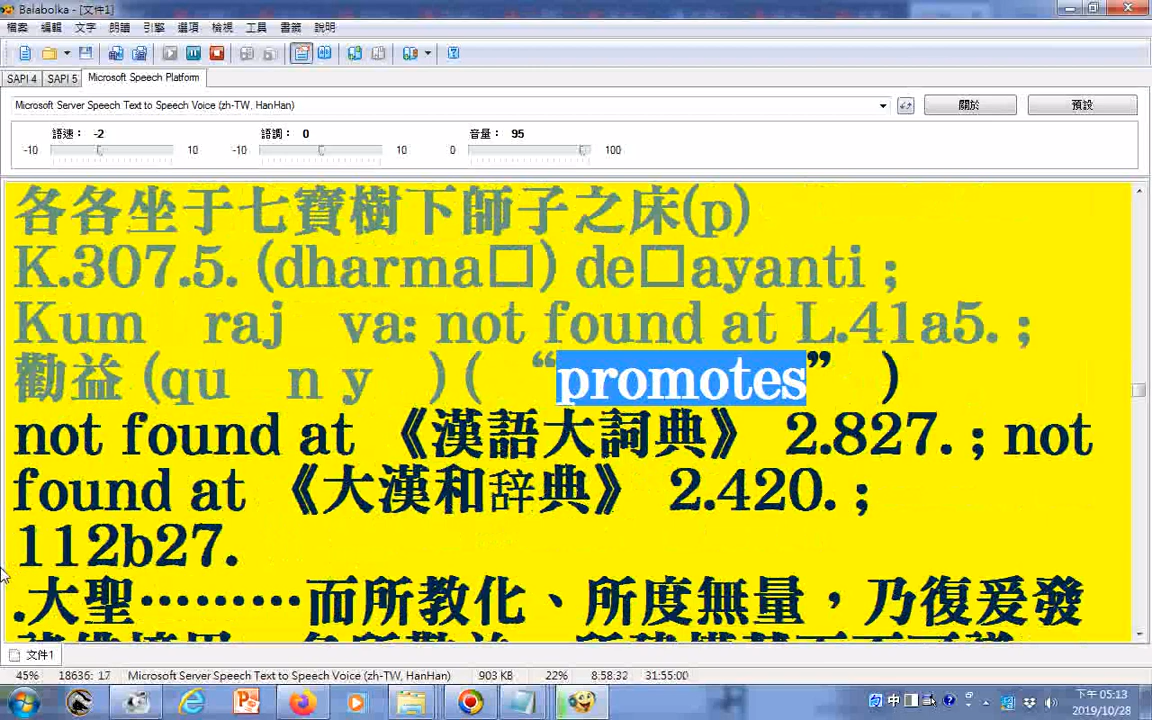 Balabolka - [文件1]
檔案 編輯 文字 朗讀 引擎 選項 檢視 工具 書籤 說明
SAPI 4 SAPI 5 Microsoft Speech Platform
Microsoft Server Speech Text to Speech Voice (zh-TW, HanHan) 關於 預設
語速： -2 語調： 0 音量： 95
-10 10 -10 10 0 100
各各坐于七寶樹下師子之床(p)
K.307.5. (dharma□) de□ayanti ;
Kum raj va: not found at L.41a5. ;
勸益 (qu n y ) ( “promotes” )
not found at 《漢語大詞典》 2.827. ; not
found at 《大漢和辞典》 2.420. ;
112b27.
.大聖………而所教化、所度無量，乃復爰發
文件1
45% 18636: 17 Microsoft Server Speech Text to Speech Voice (zh-TW, HanHan) 903 KB 22% 8:58:32 31:55:00
中 下午 05:13
2019/10/28